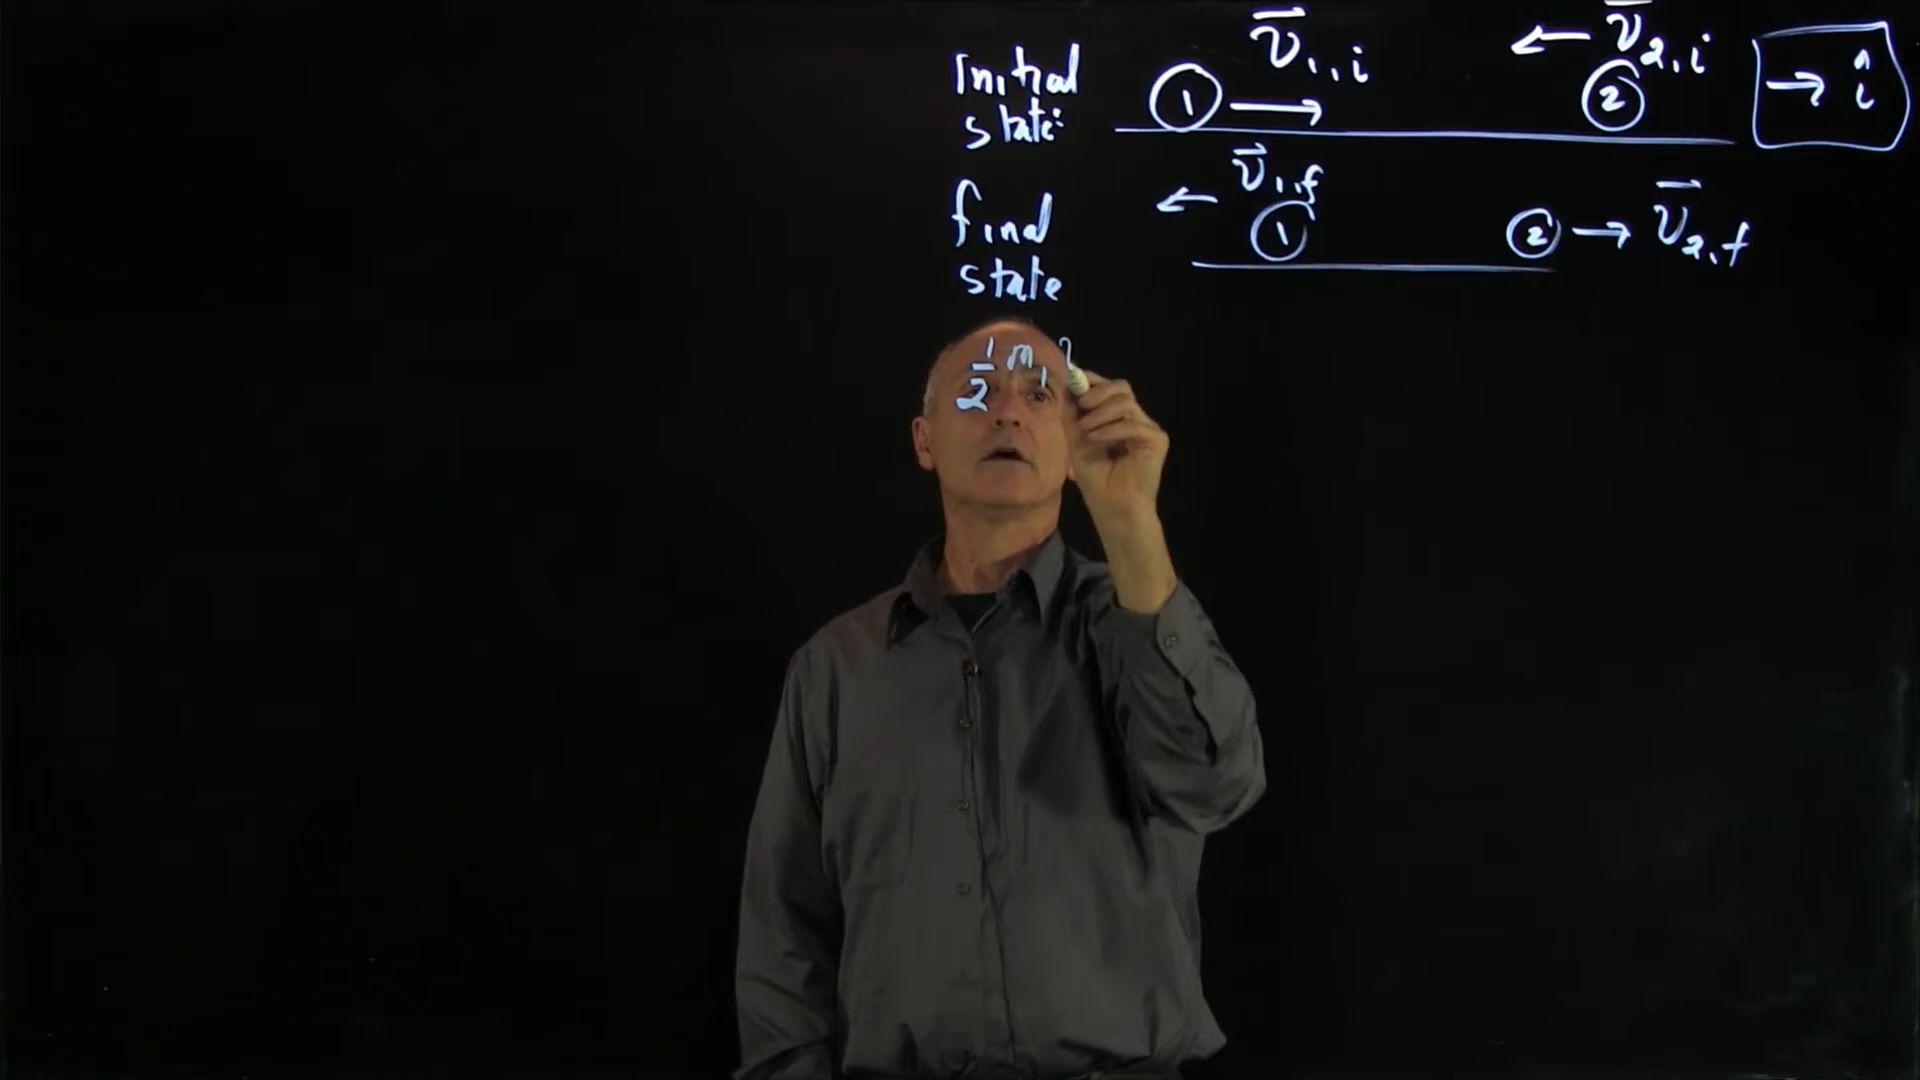 Initial state: ① → v⃗₁,ᵢ ← v⃗₂,ᵢ ② → î
final state ← v⃗₁,f ① ② → v⃗₂,f
½ m₁